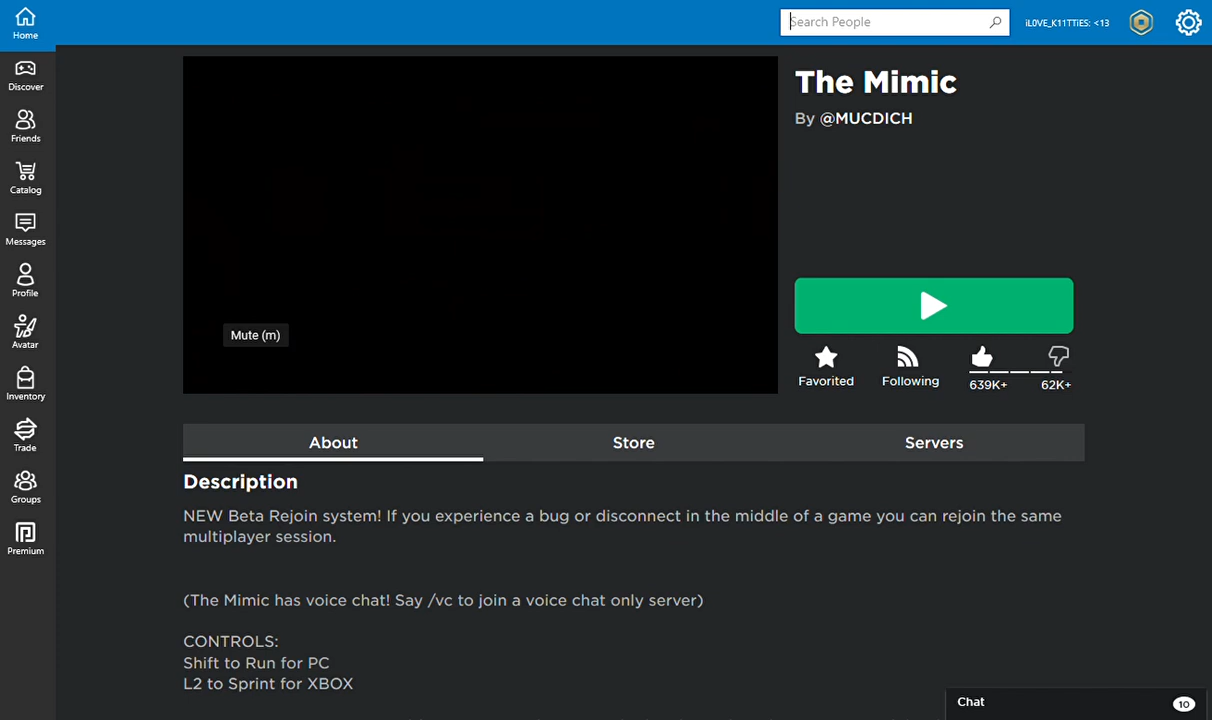 Home
Search People
iL0VE_K11TTiES: <13
Discover
Friends
Catalog
Messages
Profile
Avatar
Inventory
Trade
Groups
Premium
The Mimic
By @MUCDICH
Mute (m)
Favorited
Following
639K+
62K+
About
Store
Servers
Description
NEW Beta Rejoin system! If you experience a bug or disconnect in the middle of a game you can rejoin the same
multiplayer session.
(The Mimic has voice chat! Say /vc to join a voice chat only server)
CONTROLS:
Shift to Run for PC
L2 to Sprint for XBOX
Chat
10